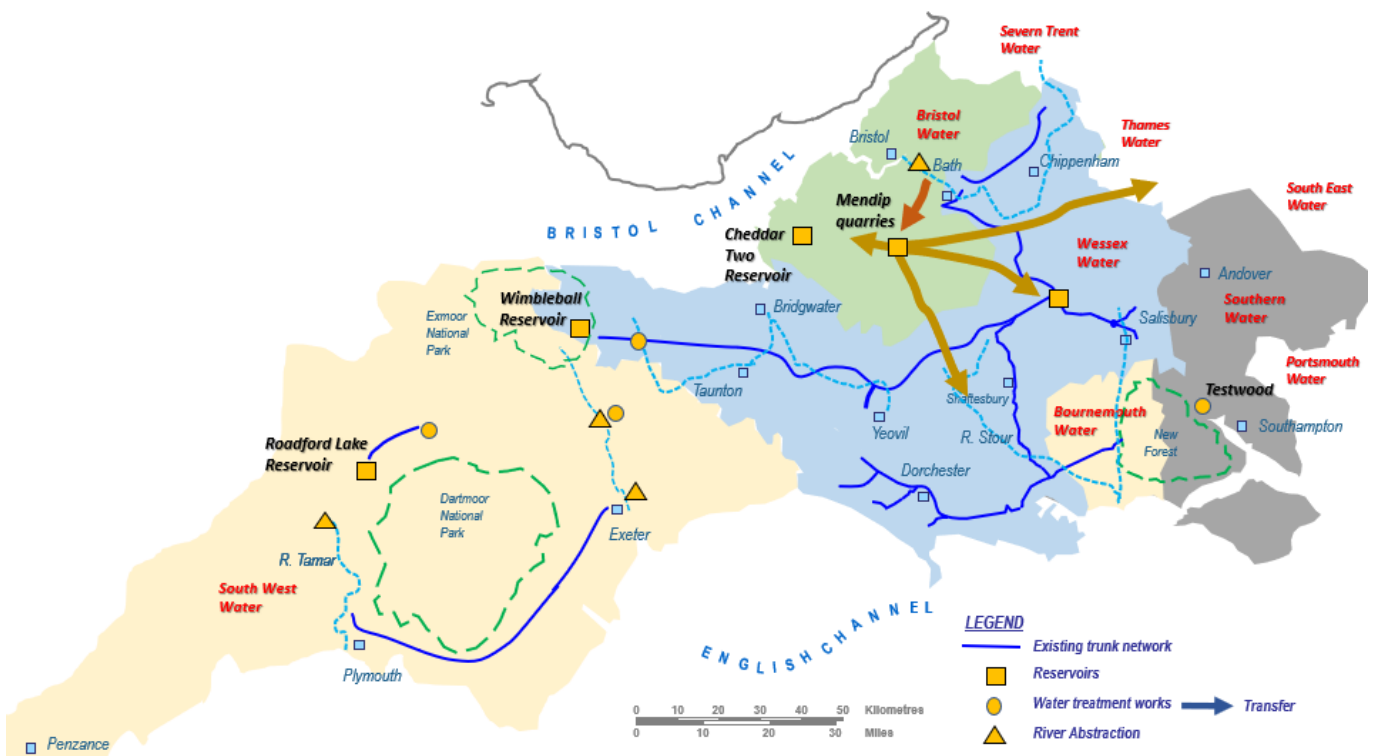 Severn Trent
Water
Thames
Water
Bristol
Water
Bristol
Bath
Chippenham
South East
Water
BRISTOL CHANNEL
Mendip
quarries
Cheddar
Two
Reservoir
Wessex
Water
Andover
Southern
Water
Wimbleball
Reservoir
Exmoor
National
Park
Bridgwater
Salisbury
Portsmouth
Water
Taunton
Shaftesbury
Bournemouth
Water
Testwood
Yeovil
R. Stour
New
Forest
Southampton
Roadford Lake
Reservoir
Dorchester
Dartmoor
National
Park
Exeter
R. Tamar
South West
Water
ENGLISH CHANNEL
Plymouth
Penzance
LEGEND
Existing trunk network
Reservoirs
Water treatment works
Transfer
River Abstraction
0 10 20 30 40 50 Kilometres
0 10 20 30 Miles